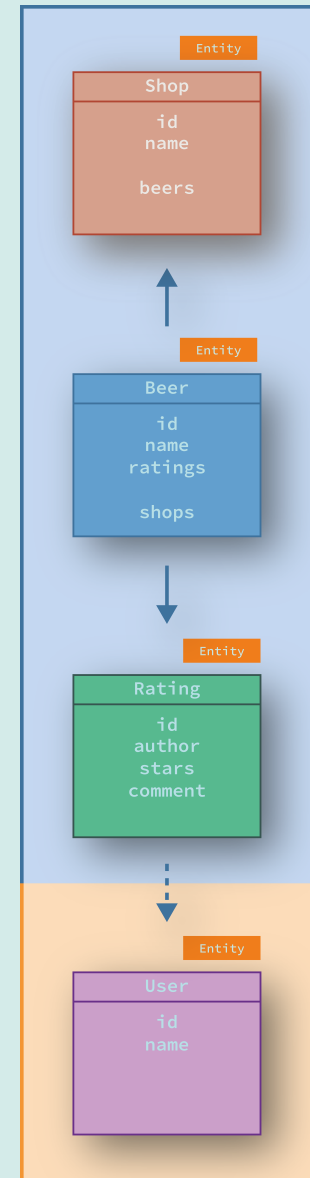 Entity
Shop
id
name
beers
Entity
Beer
id
name
ratings
shops
Entity
Rating
id
author
stars
comment
Entity
User
id
name